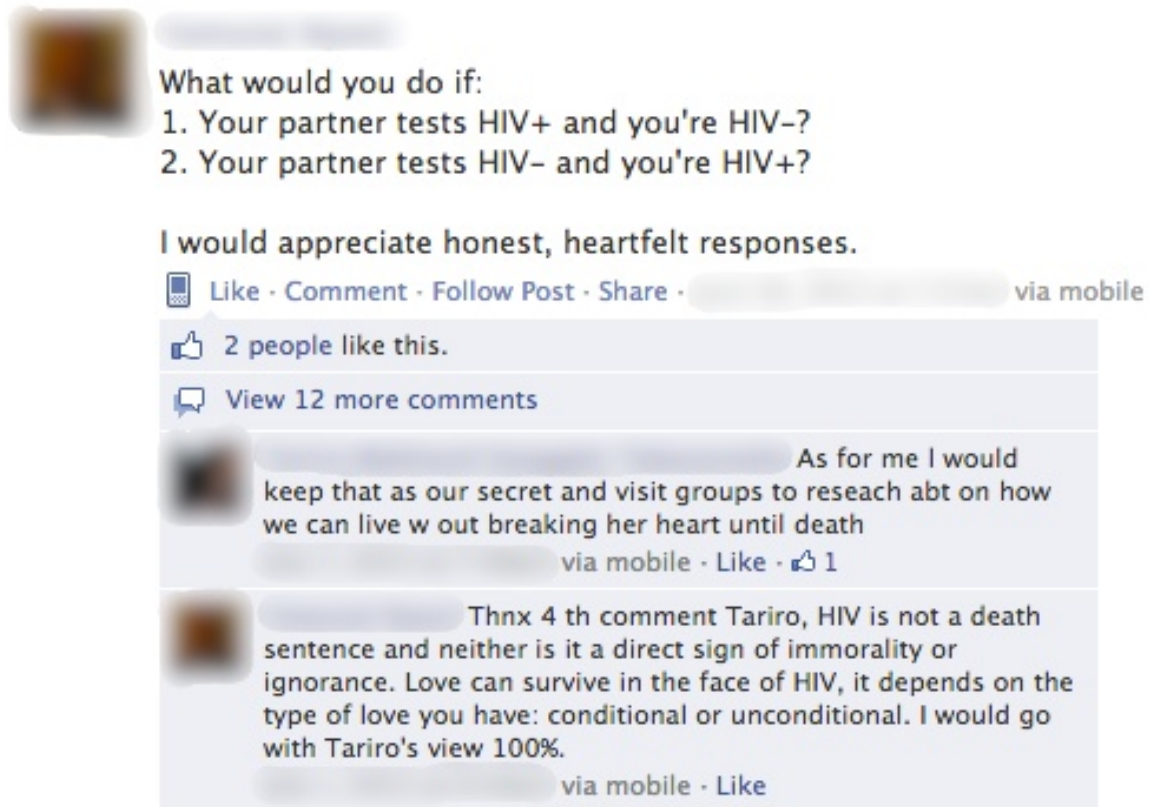 What would you do if:
1. Your partner tests HIV+ and you're HIV-?
2. Your partner tests HIV- and you're HIV+?
I would appreciate honest, heartfelt responses.
Like · Comment · Follow Post · Share · via mobile
2 people like this.
View 12 more comments
As for me I would
keep that as our secret and visit groups to reseach abt on how
we can live w out breaking her heart until death
via mobile · Like · 1
Thnx 4 th comment Tariro, HIV is not a death
sentence and neither is it a direct sign of immorality or
ignorance. Love can survive in the face of HIV, it depends on the
type of love you have: conditional or unconditional. I would go
with Tariro's view 100%.
via mobile · Like